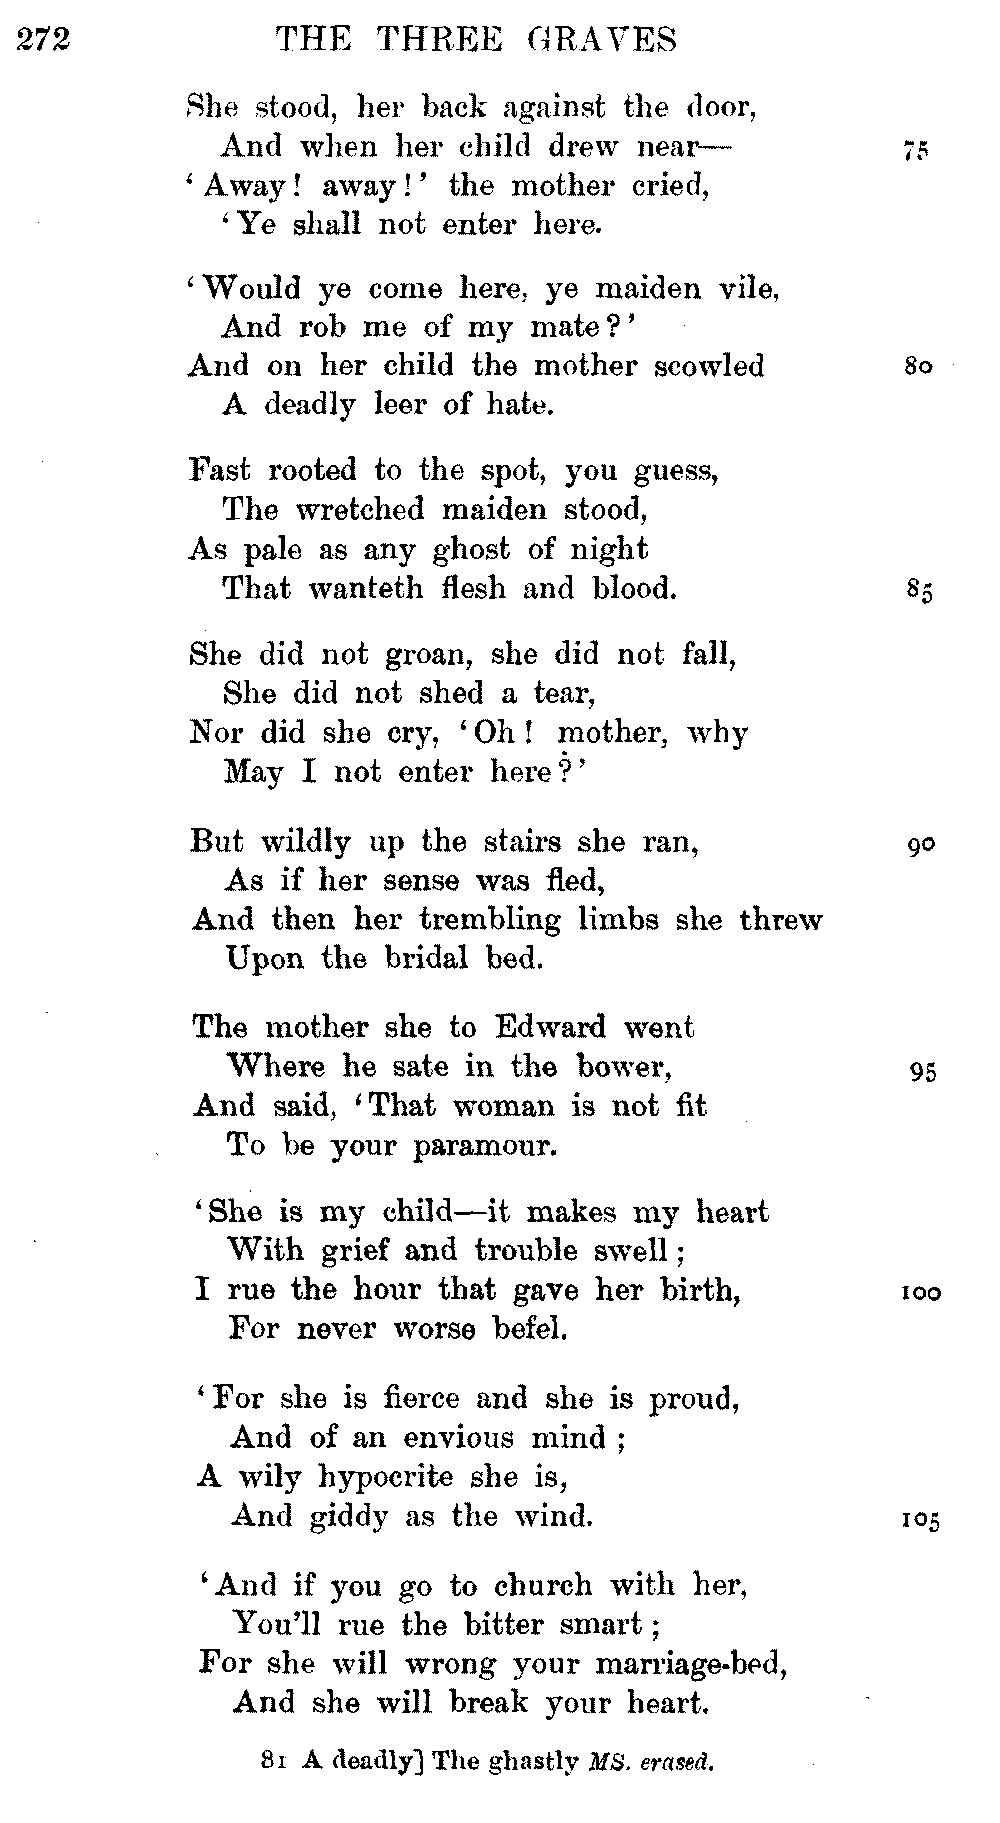 272 THE THREE GRAVES
She stood, her back against the door,
And when her child drew near— 75
‘Away! away!’ the mother cried,
‘Ye shall not enter here.
‘Would ye come here, ye maiden vile,
And rob me of my mate?’
And on her child the mother scowled 80
A deadly leer of hate.
Fast rooted to the spot, you guess,
The wretched maiden stood,
As pale as any ghost of night
That wanteth flesh and blood. 85
She did not groan, she did not fall,
She did not shed a tear,
Nor did she cry, ‘Oh! mother, why
May I not enter here?’
But wildly up the stairs she ran, 90
As if her sense was fled,
And then her trembling limbs she threw
Upon the bridal bed.
The mother she to Edward went
Where he sate in the bower, 95
And said, ‘That woman is not fit
To be your paramour.
‘She is my child—it makes my heart
With grief and trouble swell;
I rue the hour that gave her birth, 100
For never worse befel.
‘For she is fierce and she is proud,
And of an envious mind;
A wily hypocrite she is,
And giddy as the wind. 105
‘And if you go to church with her,
You’ll rue the bitter smart;
For she will wrong your marriage-bed,
And she will break your heart.
81 A deadly] The ghastly MS. erased.